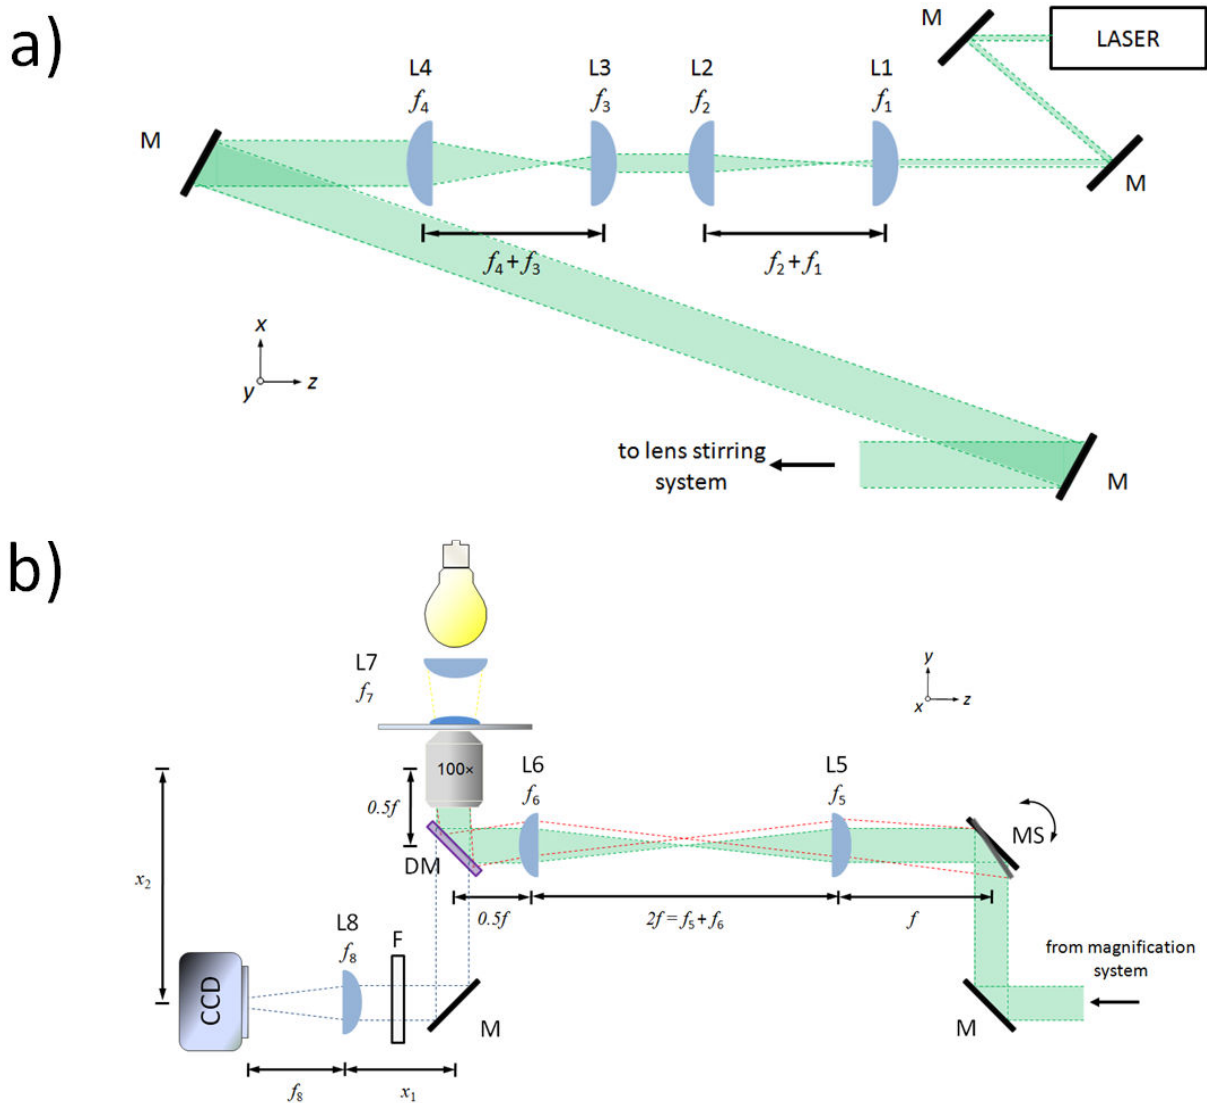 a)
M
LASER
L4
L3
L2
L1
f₄
f₃
f₂
f₁
M
M
f₄+f₃
f₂+f₁
x
y
z
to lens stirring
system
M
b)
L7
f₇
y
x
z
100×
L6
f₆
L5
f₅
0.5f
MS
DM
x₂
0.5f
2f = f₅+f₆
f
L8
f₈
F
from magnification
system
CCD
M
M
f₈
x₁